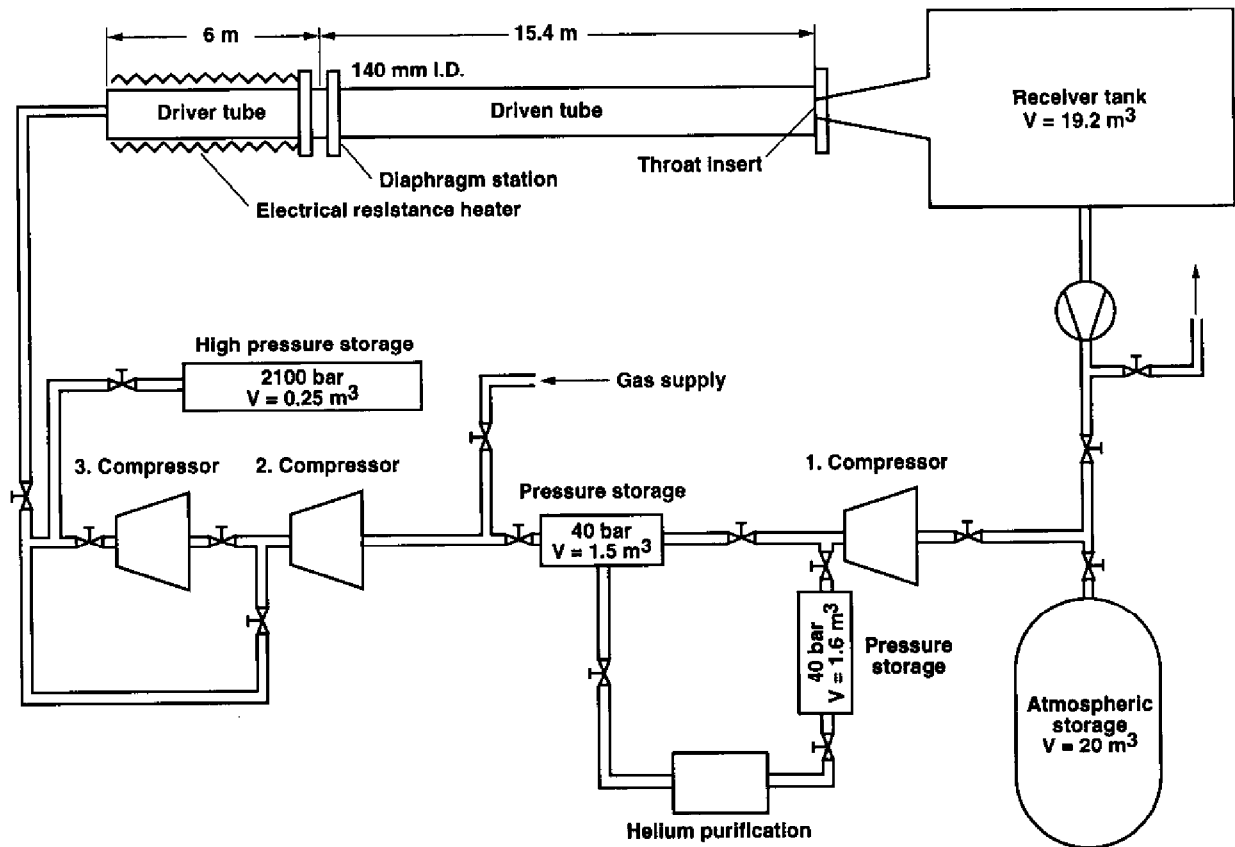 6 m
15.4 m
140 mm I.D.
Driver tube
Driven tube
Receiver tank
V = 19.2 m³
Throat insert
Diaphragm station
Electrical resistance heater
High pressure storage
2100 bar
V = 0.25 m³
Gas supply
3. Compressor
2. Compressor
1. Compressor
Pressure storage
40 bar
V = 1.5 m³
40 bar
V = 1.6 m³
Pressure
storage
Atmospheric
storage
V = 20 m³
Helium purification